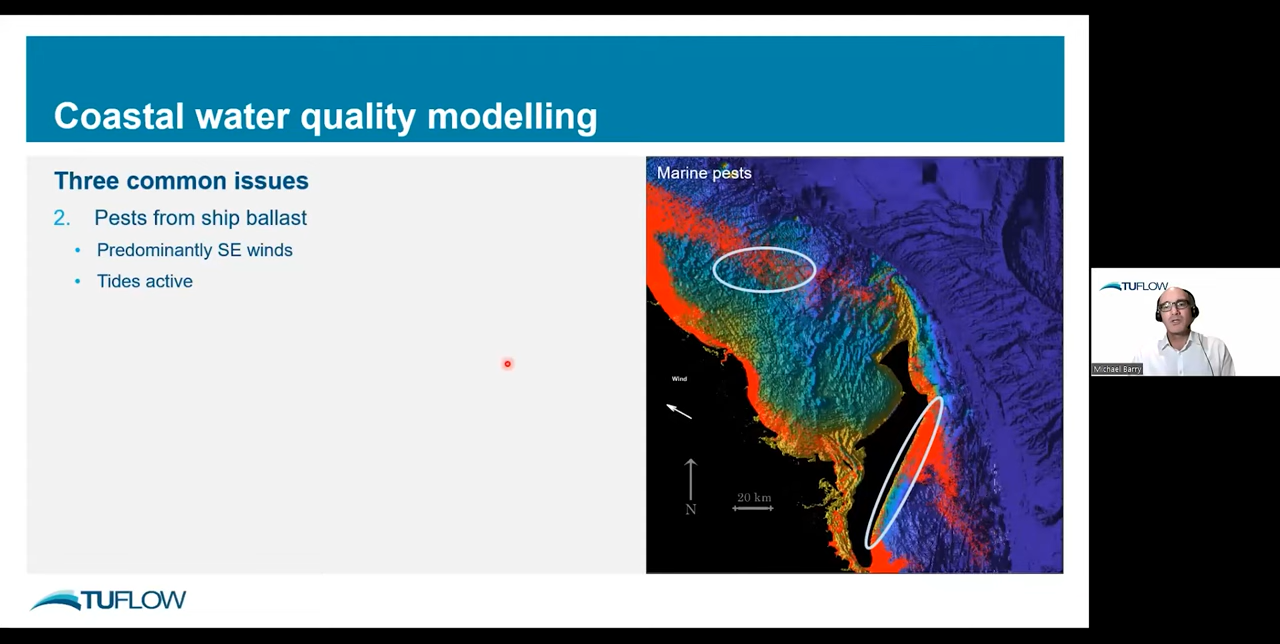 Coastal water quality modelling
Three common issues
2. Pests from ship ballast
• Predominantly SE winds
• Tides active
Marine pests
Wind
N
20 km
TUFLOW
TUFLOW
Michael Barry